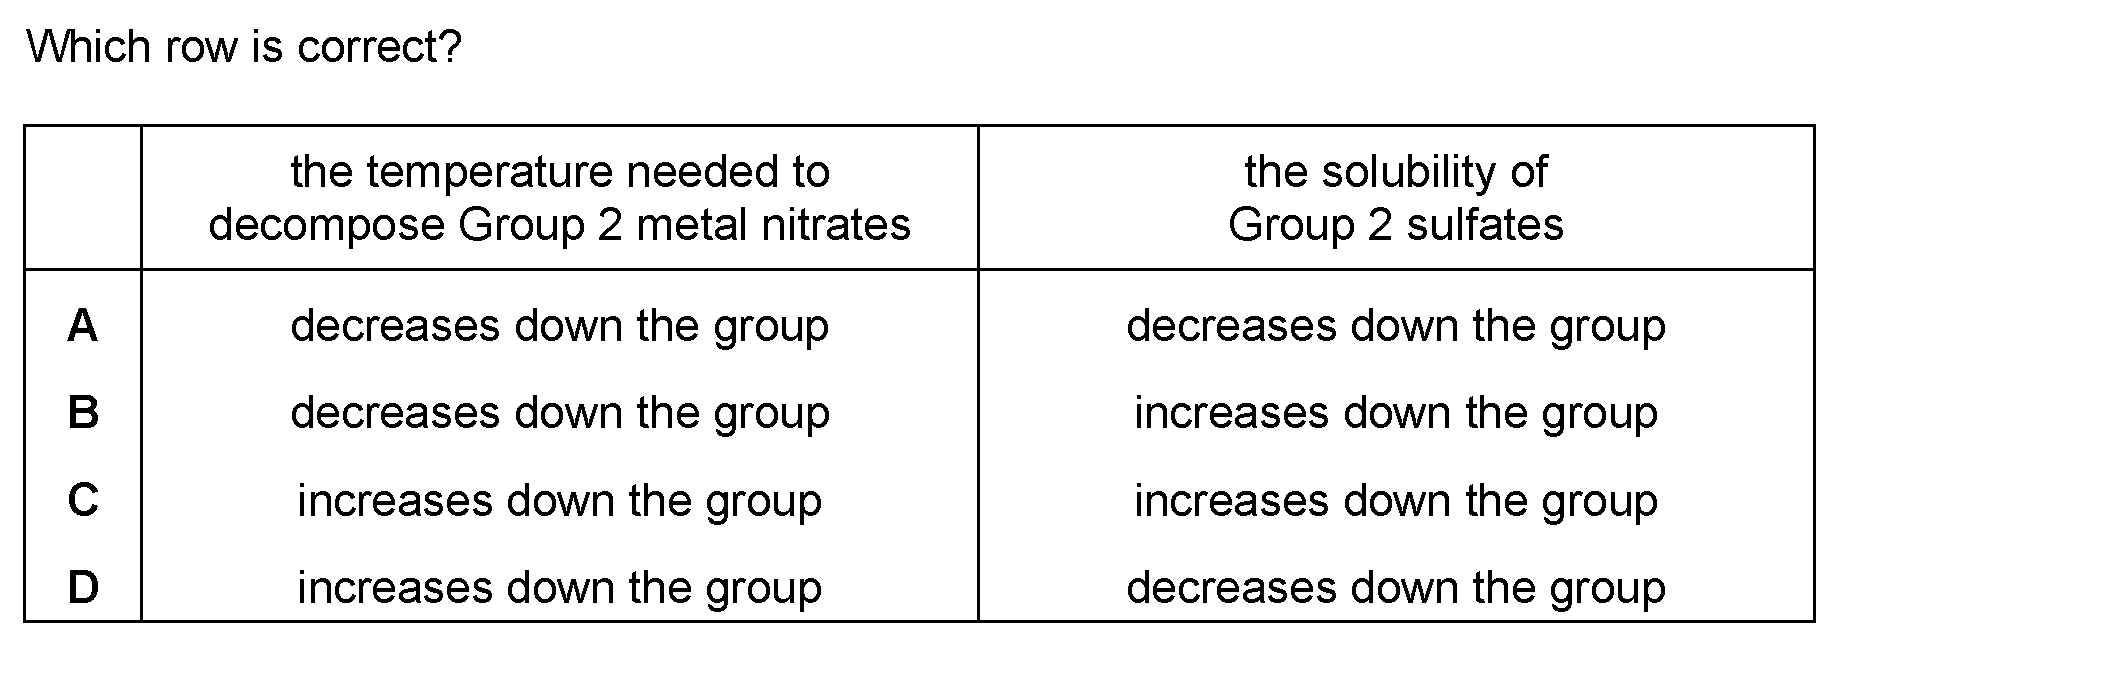 Which row is correct?
the temperature needed to
decompose Group 2 metal nitrates
the solubility of
Group 2 sulfates
A decreases down the group decreases down the group
B decreases down the group increases down the group
C increases down the group increases down the group
D increases down the group decreases down the group